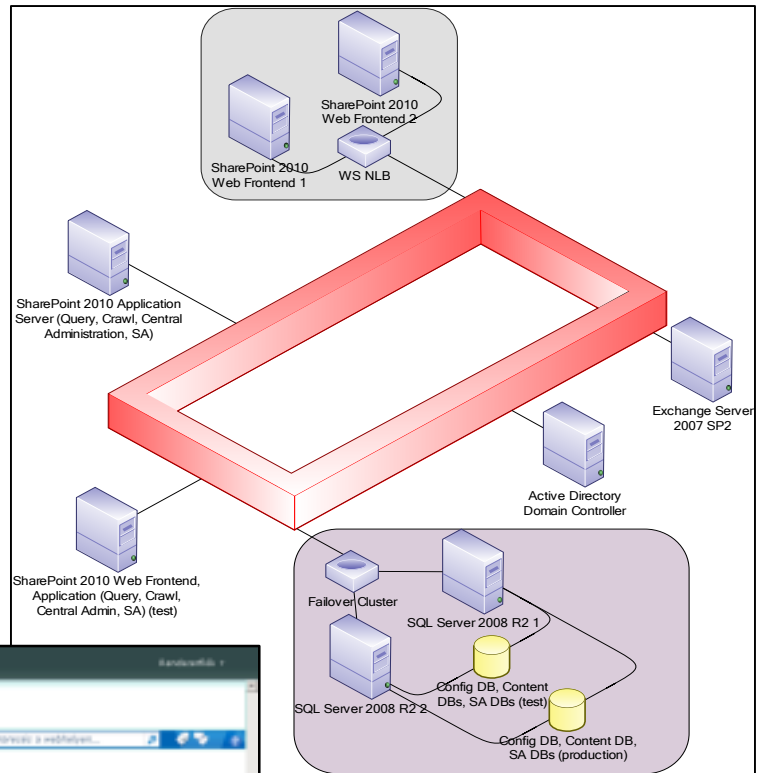 SharePoint 2010
Web Frontend 2
SharePoint 2010
Web Frontend 1
WS NLB
SharePoint 2010 Application
Server (Query, Crawl, Central
Administration, SA)
Exchange Server
2007 SP2
Active Directory
Domain Controller
SharePoint 2010 Web Frontend,
Application (Query, Crawl,
Central Admin, SA) (test)
Failover Cluster
SQL Server 2008 R2 1
SQL Server 2008 R2 2
Config DB, Content
DBs, SA DBs (test)
Config DB, Content DB,
SA DBs (production)
a webhelyen...